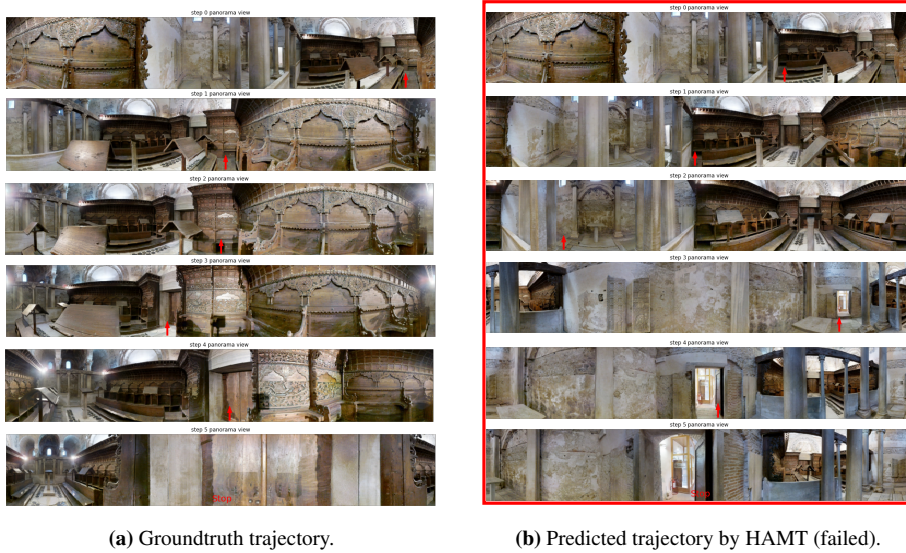 step 0 panorama view
step 1 panorama view
step 2 panorama view
step 3 panorama view
step 4 panorama view
step 5 panorama view
Stop
(a) Groundtruth trajectory.
step 0 panorama view
step 1 panorama view
step 2 panorama view
step 3 panorama view
step 4 panorama view
step 5 panorama view
Stop
(b) Predicted trajectory by HAMT (failed).